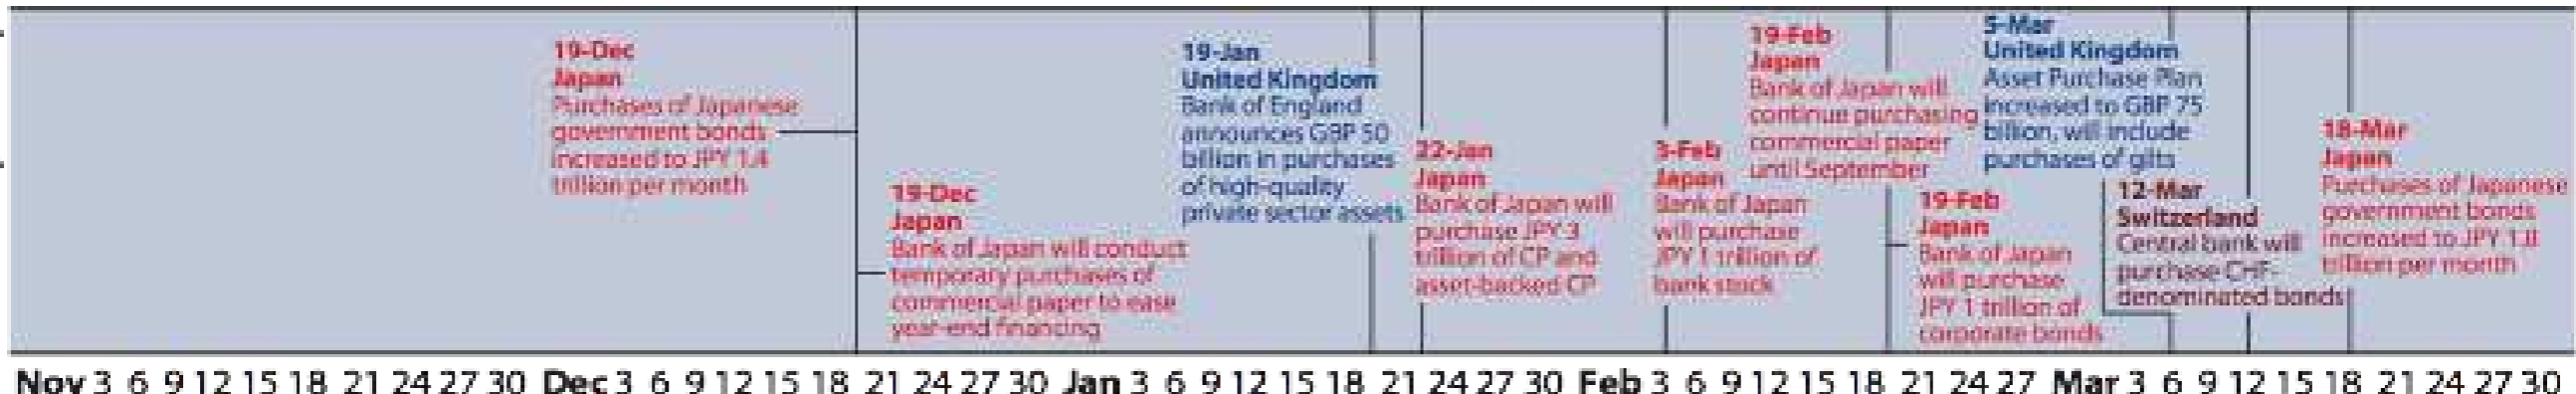 19-Dec
Japan
Purchases of Japanese
government bonds
increased to JPY 1.4
trillion per month
19-Dec
Japan
Bank of Japan will conduct
temporary purchases of
commercial paper to ease
year-end financing
19-Jan
United Kingdom
Bank of England
announces GBP 50
billion in purchases
of high-quality
private sector assets
22-Jan
Japan
Bank of Japan will
purchase JPY 3
trillion of CP and
asset-backed CP
3-Feb
Japan
Bank of Japan
will purchase
JPY 1 trillion of
bank stock
19-Feb
Japan
Bank of Japan will
continue purchasing
commercial paper
until September
19-Feb
Japan
Bank of Japan
will purchase
JPY 1 trillion of
corporate bonds
5-Mar
United Kingdom
Asset Purchase Plan
increased to GBP 75
billion, will include
purchases of gilts
12-Mar
Switzerland
Central bank will
purchase CHF-
denominated bonds
18-Mar
Japan
Purchases of Japanese
government bonds
increased to JPY 1.8
trillion per month
Nov 3 6 9 12 15 18 21 24 27 30 Dec 3 6 9 12 15 18 21 24 27 30 Jan 3 6 9 12 15 18 21 24 27 30 Feb 3 6 9 12 15 18 21 24 27 Mar 3 6 9 12 15 18 21 24 27 30